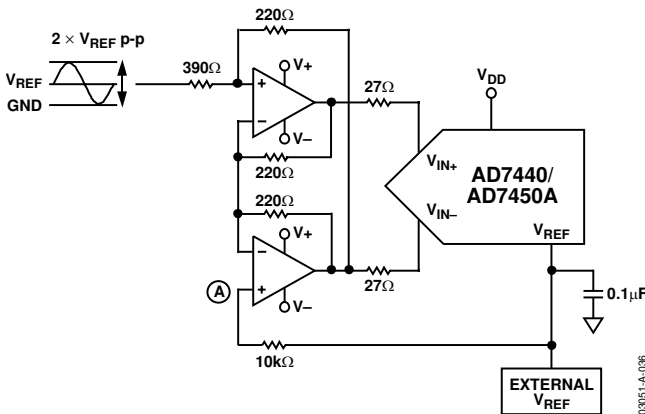 220Ω
2 × VREF p-p
390Ω
V+
27Ω
VDD
VREF
GND
+
−
V−
VIN+
220Ω
AD7440/
AD7450A
220Ω
VIN−
V+
VREF
−
A
+
27Ω
0.1µF
V−
10kΩ
EXTERNAL
VREF
03051-A-036